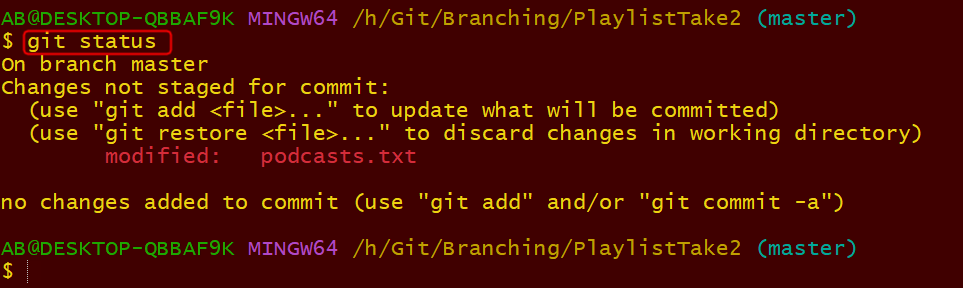 AB@DESKTOP-QBBAF9K MINGW64 /h/Git/Branching/PlaylistTake2 (master)
$ git status
On branch master
Changes not staged for commit:
  (use "git add <file>..." to update what will be committed)
  (use "git restore <file>..." to discard changes in working directory)
        modified:   podcasts.txt

no changes added to commit (use "git add" and/or "git commit -a")

AB@DESKTOP-QBBAF9K MINGW64 /h/Git/Branching/PlaylistTake2 (master)
$